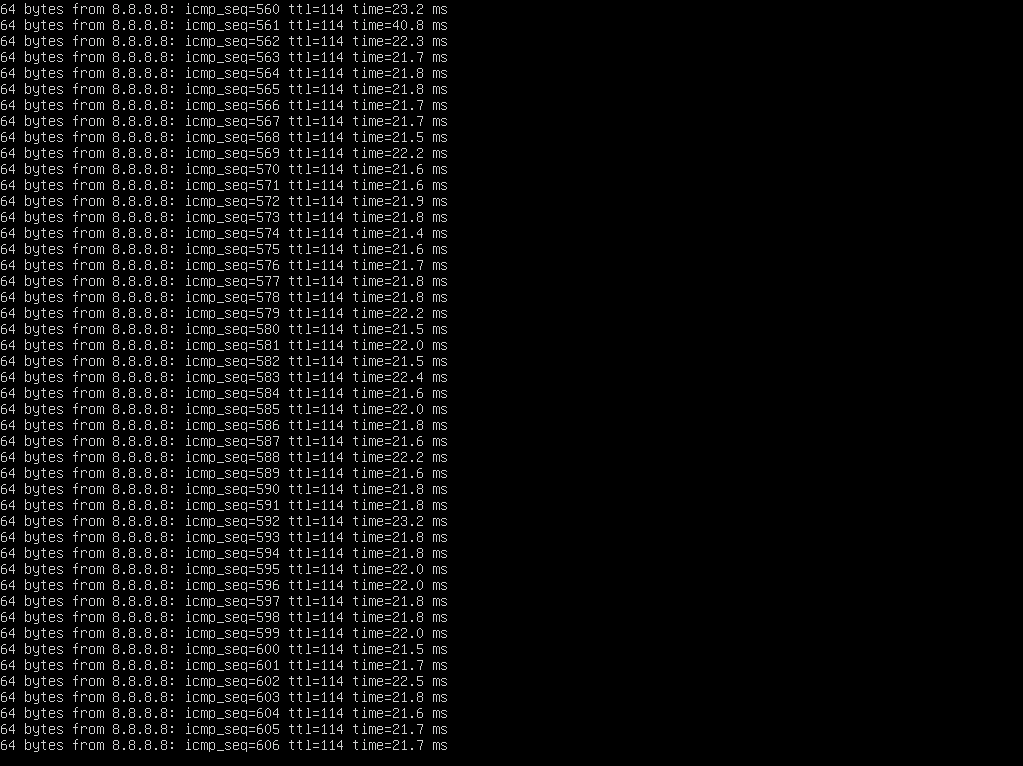 64 bytes from 8.8.8.8: icmp_seq=560 ttl=114 time=23.2 ms
64 bytes from 8.8.8.8: icmp_seq=561 ttl=114 time=40.8 ms
64 bytes from 8.8.8.8: icmp_seq=562 ttl=114 time=22.3 ms
64 bytes from 8.8.8.8: icmp_seq=563 ttl=114 time=21.7 ms
64 bytes from 8.8.8.8: icmp_seq=564 ttl=114 time=21.8 ms
64 bytes from 8.8.8.8: icmp_seq=565 ttl=114 time=21.8 ms
64 bytes from 8.8.8.8: icmp_seq=566 ttl=114 time=21.7 ms
64 bytes from 8.8.8.8: icmp_seq=567 ttl=114 time=21.7 ms
64 bytes from 8.8.8.8: icmp_seq=568 ttl=114 time=21.5 ms
64 bytes from 8.8.8.8: icmp_seq=569 ttl=114 time=22.2 ms
64 bytes from 8.8.8.8: icmp_seq=570 ttl=114 time=21.6 ms
64 bytes from 8.8.8.8: icmp_seq=571 ttl=114 time=21.6 ms
64 bytes from 8.8.8.8: icmp_seq=572 ttl=114 time=21.9 ms
64 bytes from 8.8.8.8: icmp_seq=573 ttl=114 time=21.8 ms
64 bytes from 8.8.8.8: icmp_seq=574 ttl=114 time=21.4 ms
64 bytes from 8.8.8.8: icmp_seq=575 ttl=114 time=21.6 ms
64 bytes from 8.8.8.8: icmp_seq=576 ttl=114 time=21.7 ms
64 bytes from 8.8.8.8: icmp_seq=577 ttl=114 time=21.8 ms
64 bytes from 8.8.8.8: icmp_seq=578 ttl=114 time=21.8 ms
64 bytes from 8.8.8.8: icmp_seq=579 ttl=114 time=22.2 ms
64 bytes from 8.8.8.8: icmp_seq=580 ttl=114 time=21.5 ms
64 bytes from 8.8.8.8: icmp_seq=581 ttl=114 time=22.0 ms
64 bytes from 8.8.8.8: icmp_seq=582 ttl=114 time=21.5 ms
64 bytes from 8.8.8.8: icmp_seq=583 ttl=114 time=22.4 ms
64 bytes from 8.8.8.8: icmp_seq=584 ttl=114 time=21.6 ms
64 bytes from 8.8.8.8: icmp_seq=585 ttl=114 time=22.0 ms
64 bytes from 8.8.8.8: icmp_seq=586 ttl=114 time=21.8 ms
64 bytes from 8.8.8.8: icmp_seq=587 ttl=114 time=21.6 ms
64 bytes from 8.8.8.8: icmp_seq=588 ttl=114 time=22.2 ms
64 bytes from 8.8.8.8: icmp_seq=589 ttl=114 time=21.6 ms
64 bytes from 8.8.8.8: icmp_seq=590 ttl=114 time=21.8 ms
64 bytes from 8.8.8.8: icmp_seq=591 ttl=114 time=21.8 ms
64 bytes from 8.8.8.8: icmp_seq=592 ttl=114 time=23.2 ms
64 bytes from 8.8.8.8: icmp_seq=593 ttl=114 time=21.8 ms
64 bytes from 8.8.8.8: icmp_seq=594 ttl=114 time=21.8 ms
64 bytes from 8.8.8.8: icmp_seq=595 ttl=114 time=22.0 ms
64 bytes from 8.8.8.8: icmp_seq=596 ttl=114 time=22.0 ms
64 bytes from 8.8.8.8: icmp_seq=597 ttl=114 time=21.8 ms
64 bytes from 8.8.8.8: icmp_seq=598 ttl=114 time=21.8 ms
64 bytes from 8.8.8.8: icmp_seq=599 ttl=114 time=22.0 ms
64 bytes from 8.8.8.8: icmp_seq=600 ttl=114 time=21.5 ms
64 bytes from 8.8.8.8: icmp_seq=601 ttl=114 time=21.7 ms
64 bytes from 8.8.8.8: icmp_seq=602 ttl=114 time=22.5 ms
64 bytes from 8.8.8.8: icmp_seq=603 ttl=114 time=21.8 ms
64 bytes from 8.8.8.8: icmp_seq=604 ttl=114 time=21.6 ms
64 bytes from 8.8.8.8: icmp_seq=605 ttl=114 time=21.7 ms
64 bytes from 8.8.8.8: icmp_seq=606 ttl=114 time=21.7 ms